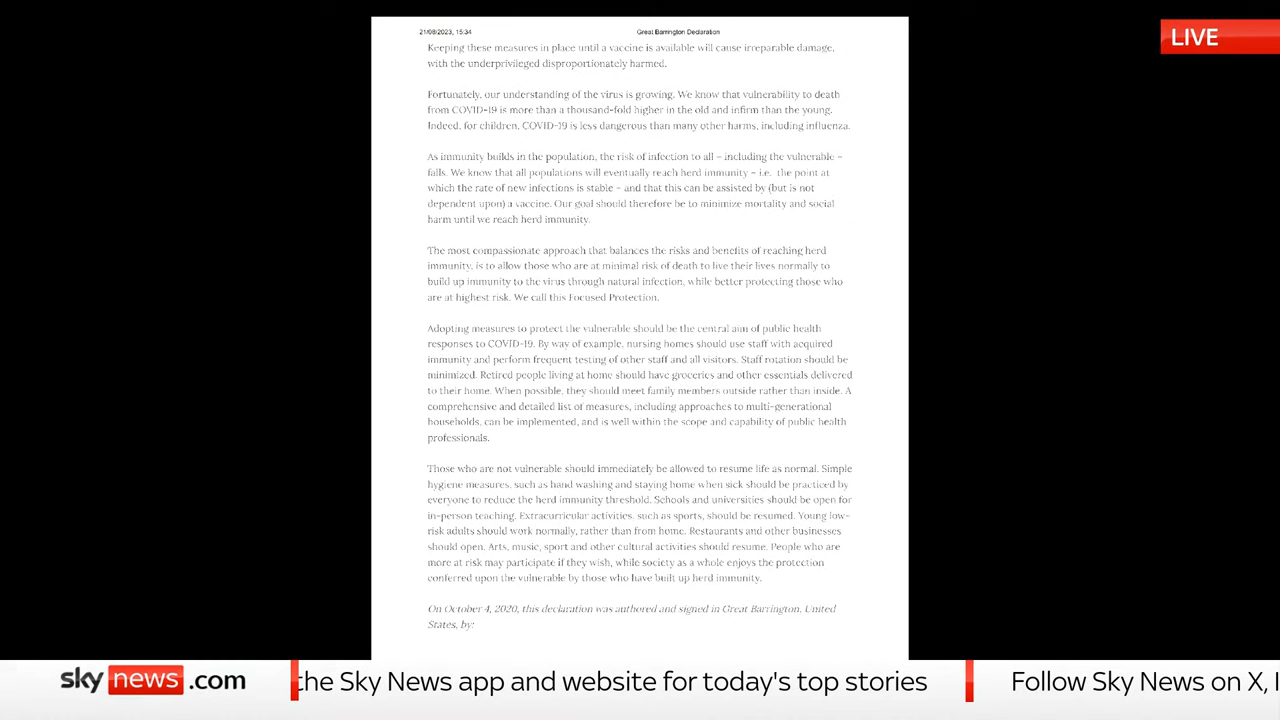 21/08/2023, 15:34 Great Barrington Declaration
LIVE
Keeping these measures in place until a vaccine is available will cause irreparable damage,
with the underprivileged disproportionately harmed.
Fortunately, our understanding of the virus is growing. We know that vulnerability to death
from COVID-19 is more than a thousand-fold higher in the old and infirm than the young.
Indeed, for children, COVID-19 is less dangerous than many other harms, including influenza.
As immunity builds in the population, the risk of infection to all – including the vulnerable –
falls. We know that all populations will eventually reach herd immunity – i.e. the point at
which the rate of new infections is stable – and that this can be assisted by (but is not
dependent upon) a vaccine. Our goal should therefore be to minimize mortality and social
harm until we reach herd immunity.
The most compassionate approach that balances the risks and benefits of reaching herd
immunity, is to allow those who are at minimal risk of death to live their lives normally to
build up immunity to the virus through natural infection, while better protecting those who
are at highest risk. We call this Focused Protection.
Adopting measures to protect the vulnerable should be the central aim of public health
responses to COVID-19. By way of example, nursing homes should use staff with acquired
immunity and perform frequent testing of other staff and all visitors. Staff rotation should be
minimized. Retired people living at home should have groceries and other essentials delivered
to their home. When possible, they should meet family members outside rather than inside. A
comprehensive and detailed list of measures, including approaches to multi-generational
households, can be implemented, and is well within the scope and capability of public health
professionals.
Those who are not vulnerable should immediately be allowed to resume life as normal. Simple
hygiene measures, such as hand washing and staying home when sick should be practiced by
everyone to reduce the herd immunity threshold. Schools and universities should be open for
in-person teaching. Extracurricular activities, such as sports, should be resumed. Young low-
risk adults should work normally, rather than from home. Restaurants and other businesses
should open. Arts, music, sport and other cultural activities should resume. People who are
more at risk may participate if they wish, while society as a whole enjoys the protection
conferred upon the vulnerable by those who have built up herd immunity.
On October 4, 2020, this declaration was authored and signed in Great Barrington, United
States, by:
sky news .com the Sky News app and website for today's top stories Follow Sky News on X, I